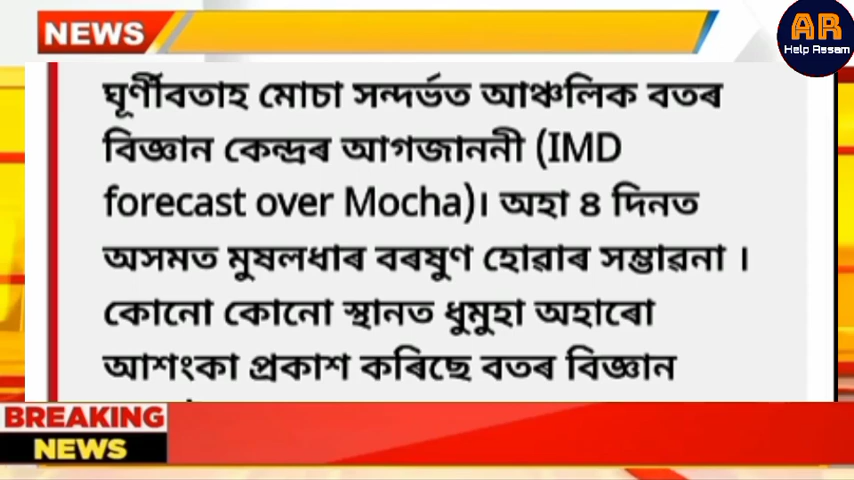 NEWS
AR
Help Assam
ঘূৰ্ণীবতাহ মোচা সন্দৰ্ভত আঞ্চলিক বতৰ
বিজ্ঞান কেন্দ্ৰৰ আগজাননী (IMD
forecast over Mocha)। অহা ৪ দিনত
অসমত মুষলধাৰ বৰষুণ হোৱাৰ সম্ভাৱনা ।
কোনো কোনো স্থানত ধুমুহা অহাৰো
আশংকা প্ৰকাশ কৰিছে বতৰ বিজ্ঞান
BREAKING
NEWS